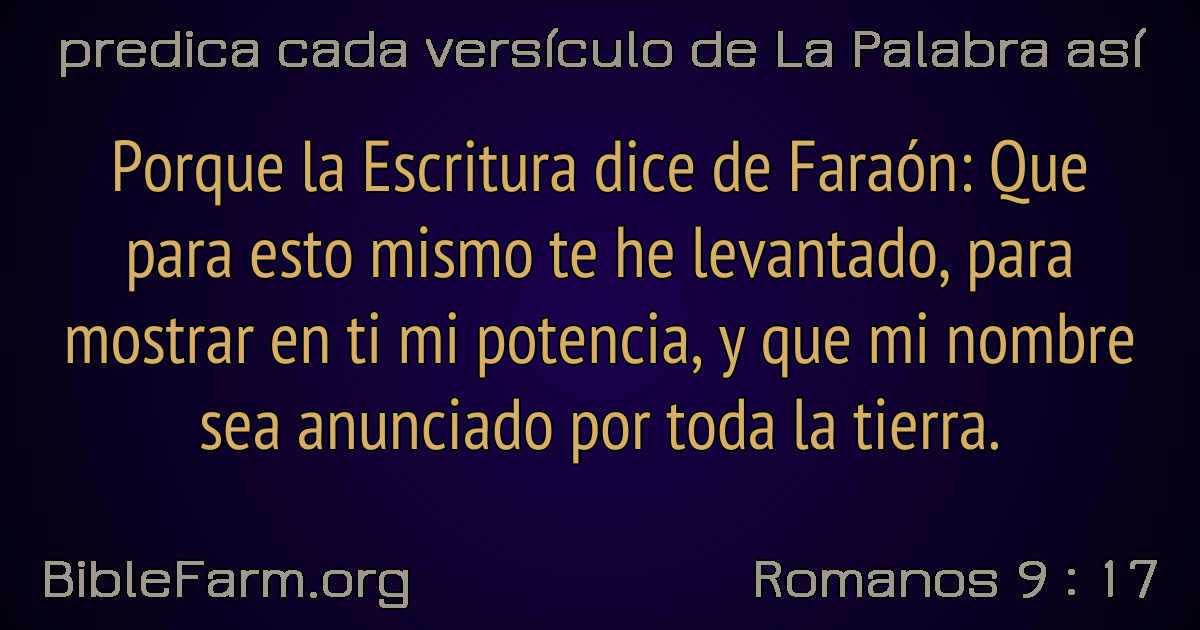 predica cada versículo de La Palabra así
Porque la Escritura dice de Faraón: Que
para esto mismo te he levantado, para
mostrar en ti mi potencia, y que mi nombre
sea anunciado por toda la tierra.
BibleFarm.org
Romanos 9 : 17